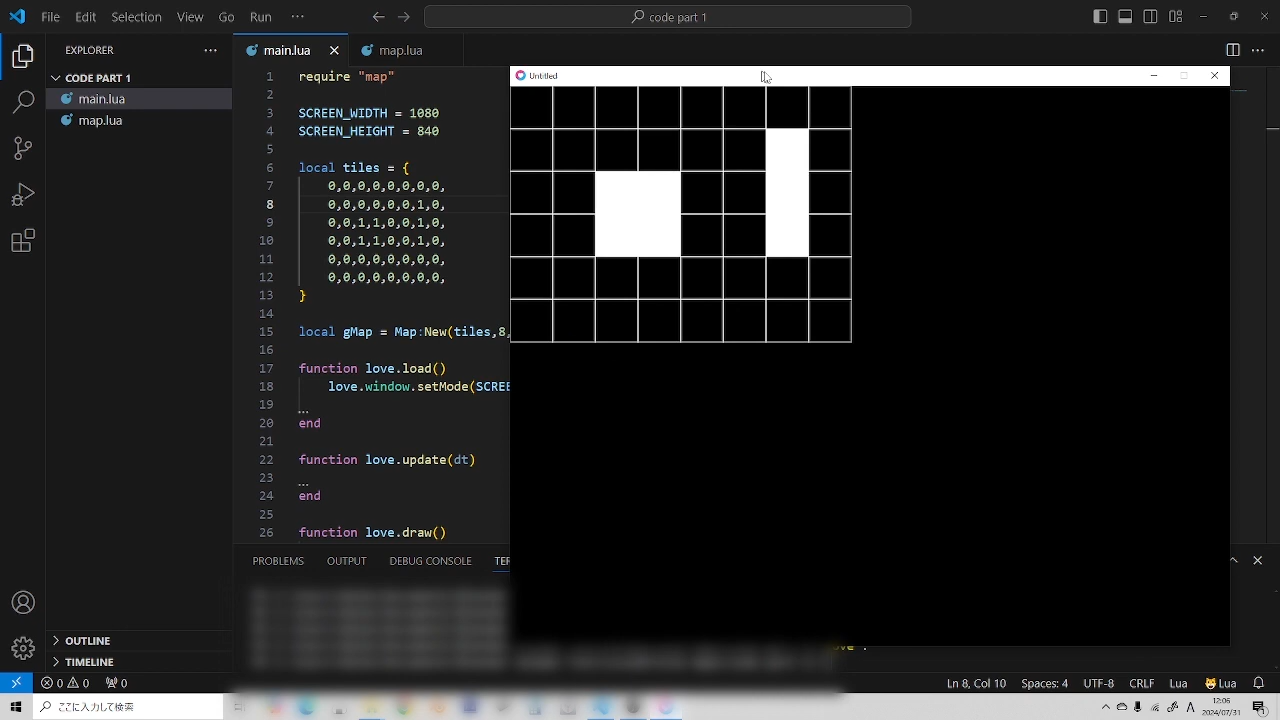 File Edit Selection View Go Run ···
code part 1
EXPLORER
CODE PART 1
main.lua
map.lua
OUTLINE
TIMELINE
main.lua
map.lua
1 require "map"
2
3 SCREEN_WIDTH = 1080
4 SCREEN_HEIGHT = 840
5
6 local tiles = {
7 0,0,0,0,0,0,0,0,
8 0,0,0,0,0,0,1,0,
9 0,0,1,1,0,0,1,0,
10 0,0,1,1,0,0,1,0,
11 0,0,0,0,0,0,0,0,
12 0,0,0,0,0,0,0,0,
13 }
14
15 local gMap = Map:New(tiles,8,
16
17 function love.load()
18 love.window.setMode(SCREE
19
20 end
21
22 function love.update(dt)
23
24 end
25
26 function love.draw()
Untitled
PROBLEMS OUTPUT DEBUG CONSOLE TER
0 0 0
Ln 8, Col 10 Spaces: 4 UTF-8 CRLF Lua Lua
ここに入力して検索
A
12:06
2024/07/31